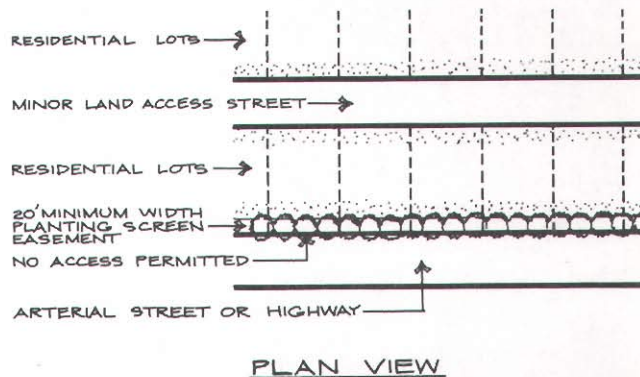 RESIDENTIAL LOTS
MINOR LAND ACCESS STREET
RESIDENTIAL LOTS
20' MINIMUM WIDTH
PLANTING SCREEN
EASEMENT
NO ACCESS PERMITTED
ARTERIAL STREET OR HIGHWAY
PLAN VIEW